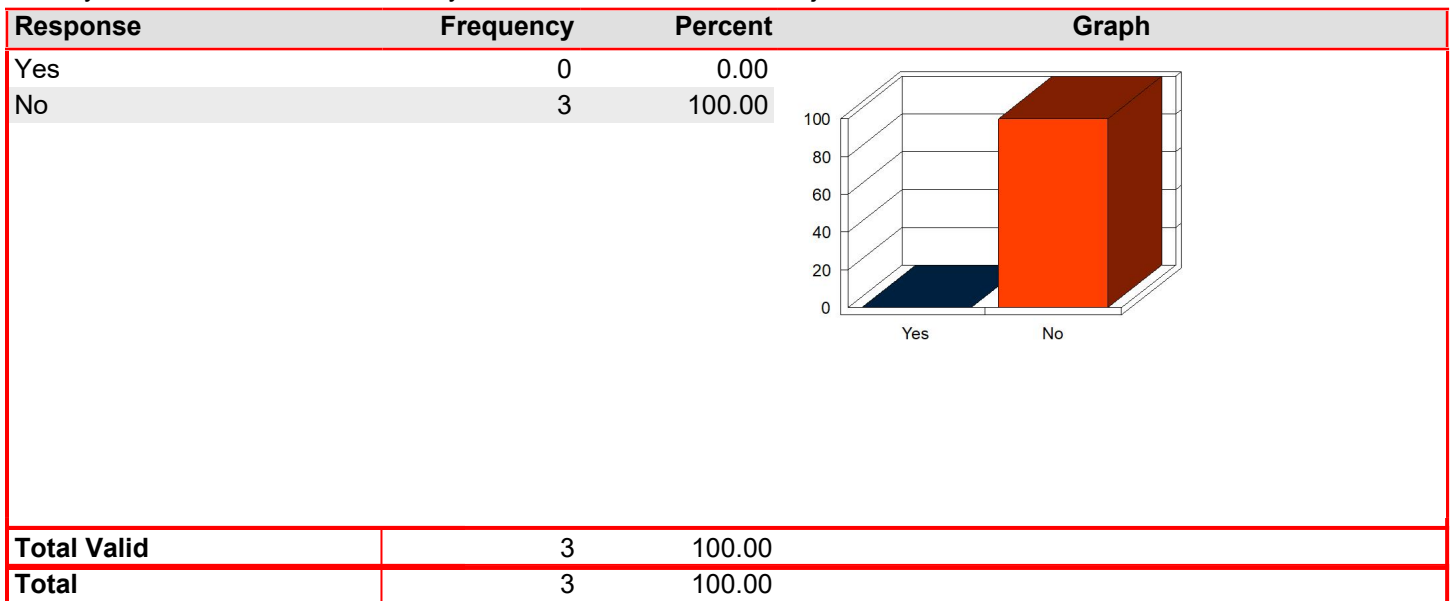 Response Frequency Percent Graph
Yes 0 0.00
No 3 100.00
100
80
60
40
20
0
Yes No
Total Valid 3 100.00
Total 3 100.00